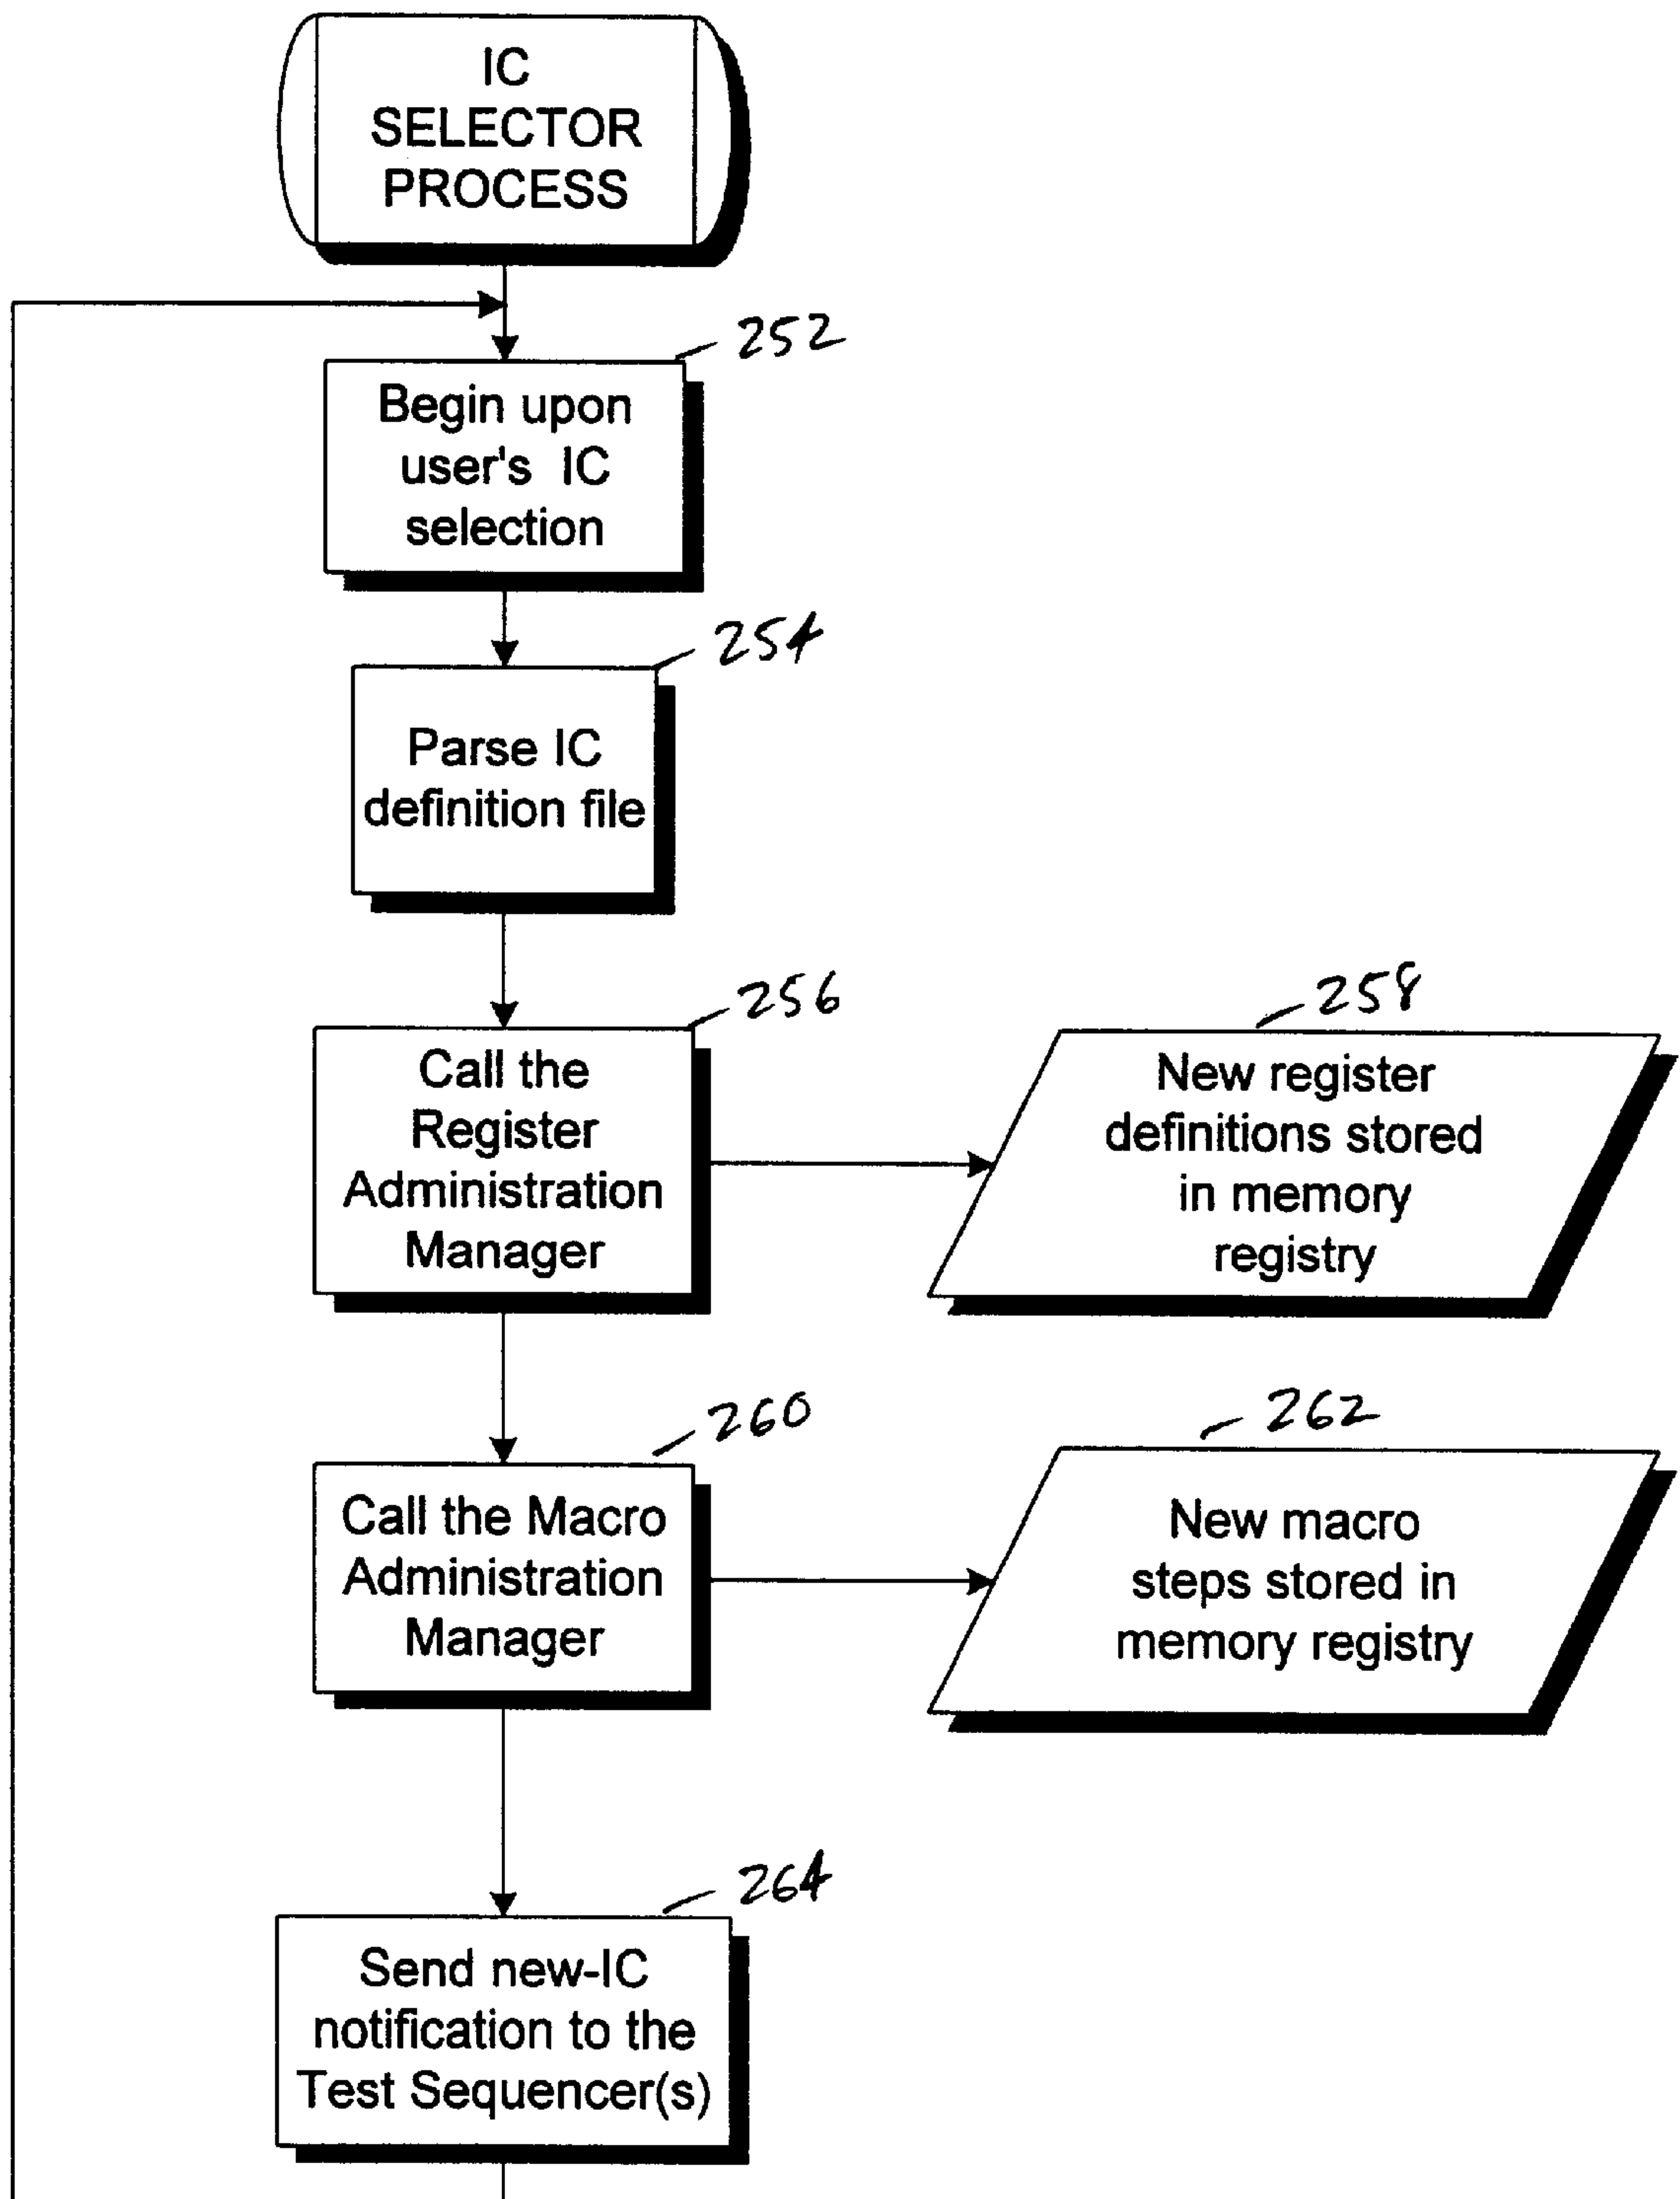 IC
SELECTOR
PROCESS
252
Begin upon
user's IC
selection
254
Parse IC
definition file
256
Call the
Register
Administration
Manager
258
New register
definitions stored
in memory
registry
260
Call the Macro
Administration
Manager
262
New macro
steps stored in
memory registry
264
Send new-IC
notification to the
Test Sequencer(s)